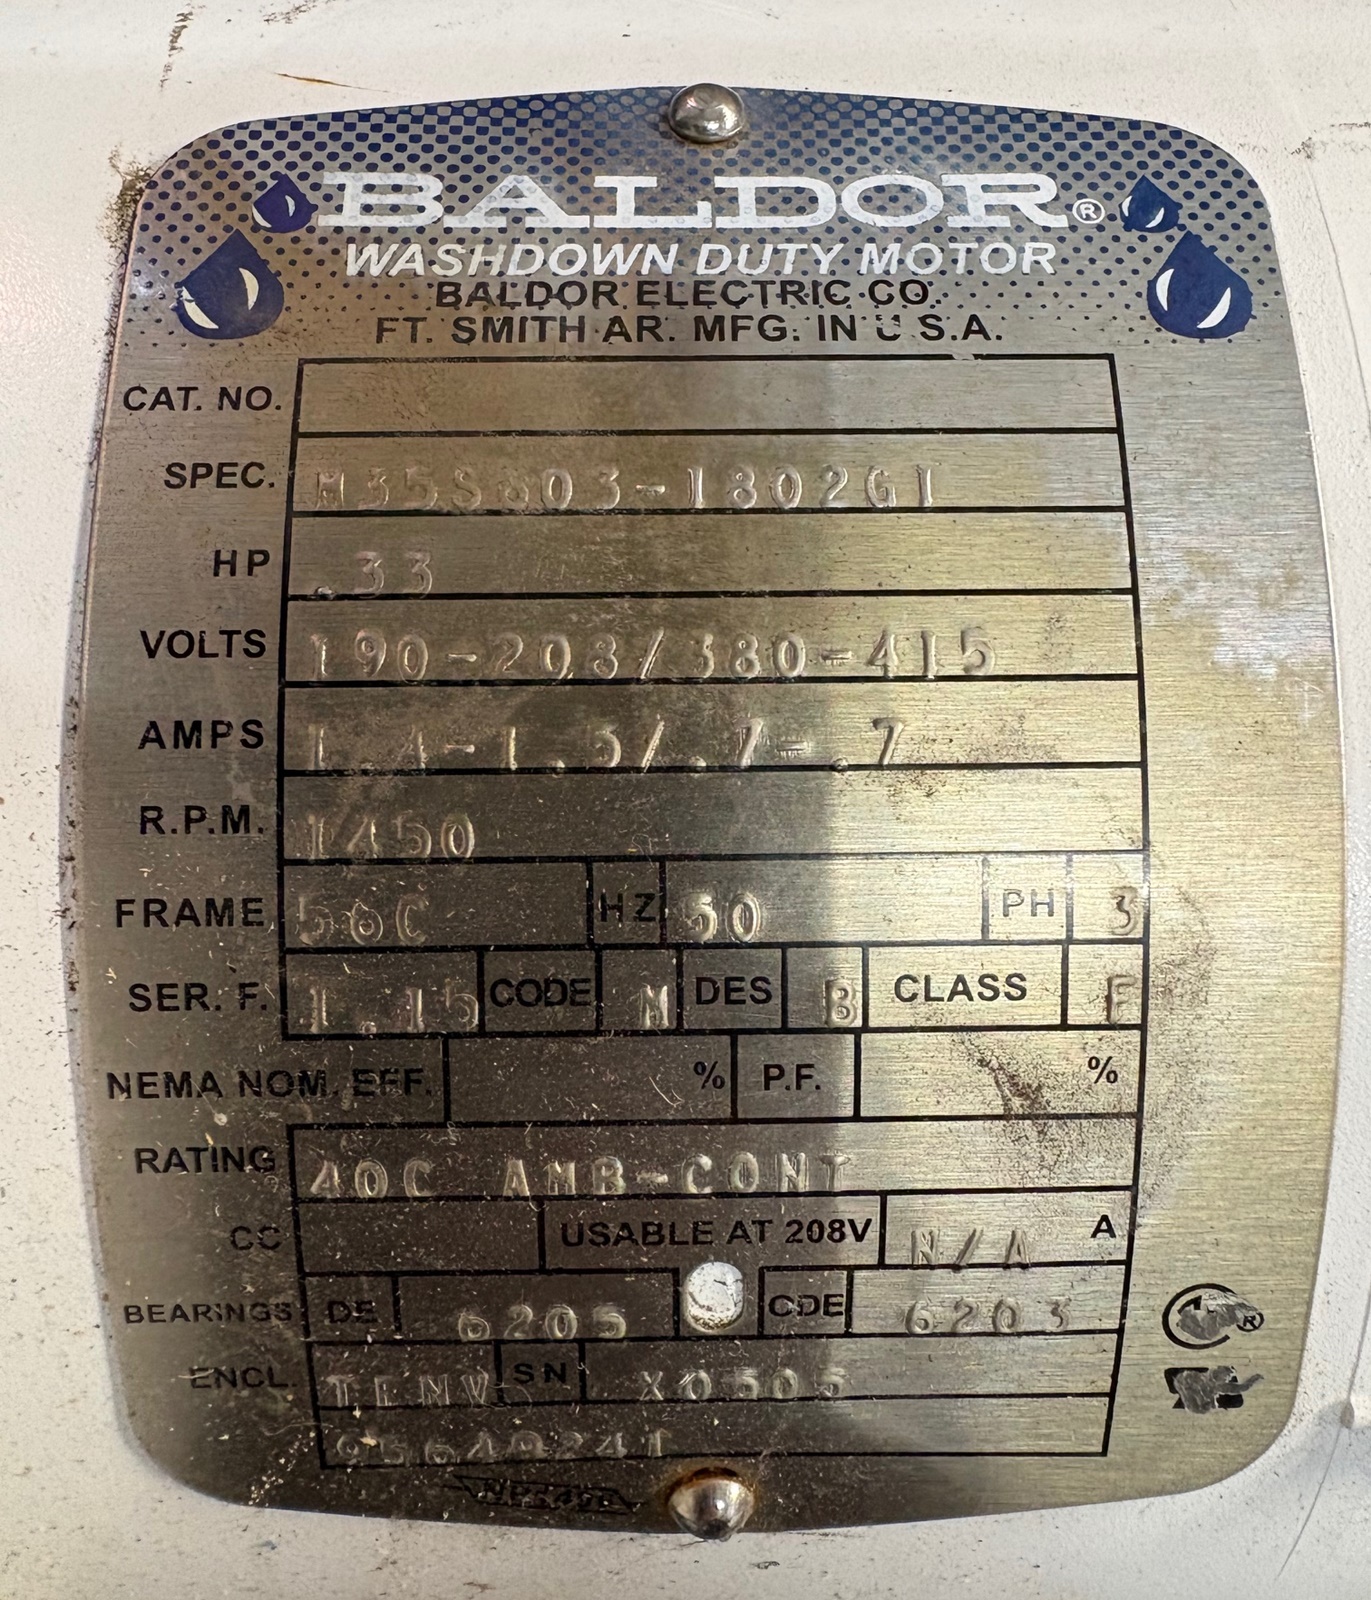 BALDOR®
WASHDOWN DUTY MOTOR
BALDOR ELECTRIC CO.
FT. SMITH AR. MFG. IN U.S.A.
CAT. NO.
SPEC. M35S803-1802G1
HP .33
VOLTS 190-208/380-415
AMPS 1.4-1.5/.7-.7
R.P.M. 1450
FRAME 56C HZ 50 PH 3
SER. F. 1.15 CODE N DES B CLASS F
NEMA NOM. EFF. % P.F. %
RATING 40C AMB-CONT
CC USABLE AT 208V N/A A
BEARINGS DE 6205 ODE 6203
ENCL. TENV SN X0505